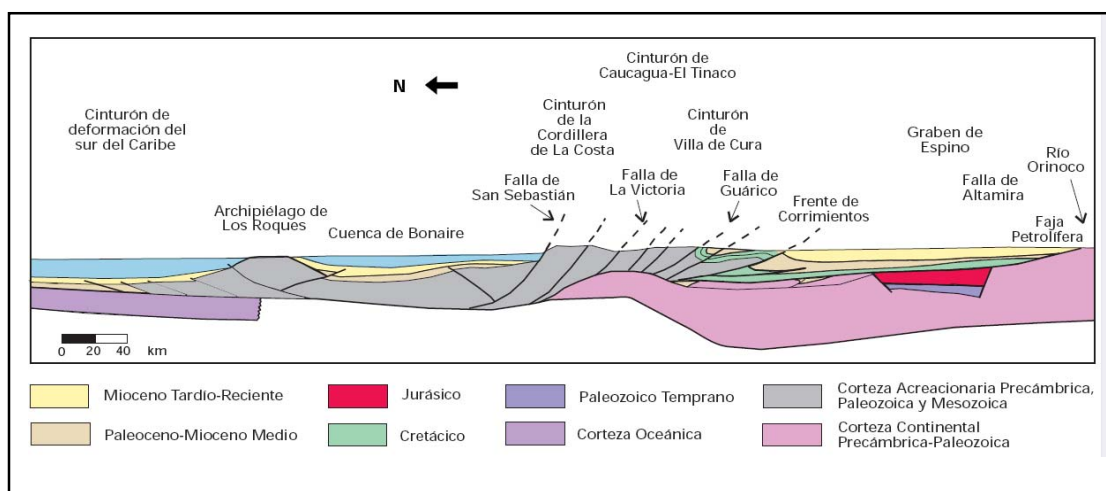 Cinturón de
Caucagua-El Tinaco
N
Cinturón de
deformación del
sur del Caribe
Cinturón
de la
Cordillera
de La Costa
Cinturón
de
Villa de Cura
Graben de
Espino
Río
Orinoco
Falla de
San Sebastián
Falla de
La Victoria
Falla de
Guárico
Falla de
Altamira
Frente de
Corrimientos
Archipiélago de
Los Roques
Cuenca de Bonaire
Faja
Petrolífera
0 20 40 km
Mioceno Tardío-Reciente
Jurásico
Paleozoico Temprano
Corteza Acreacionaria Precámbrica,
Paleozoica y Mesozoica
Paleoceno-Mioceno Medio
Cretácico
Corteza Oceánica
Corteza Continental
Precámbrica-Paleozoica